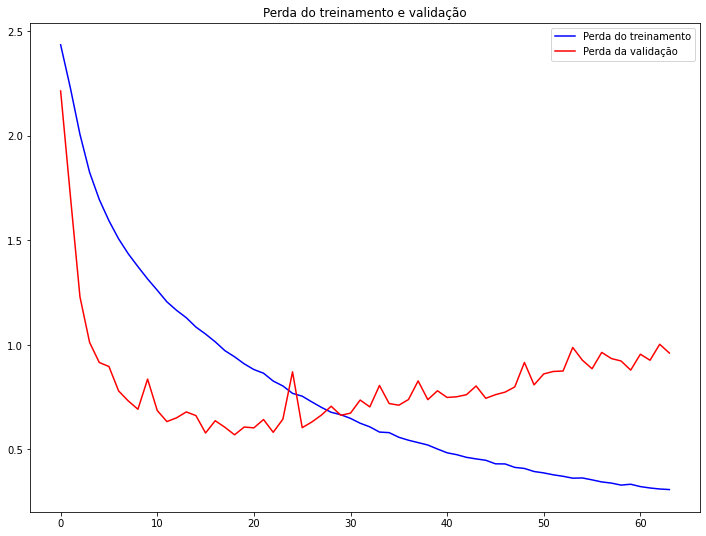 Perda do treinamento e validação
Perda do treinamento
Perda da validação
2.5
2.0
1.5
1.0
0.5
0 10 20 30 40 50 60